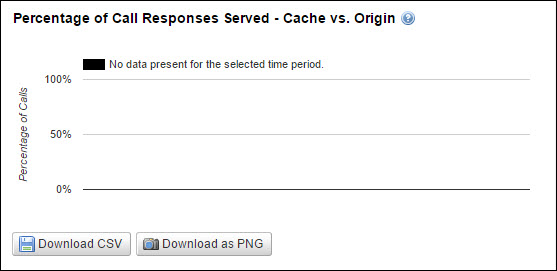 Percentage of Call Responses Served - Cache vs. Origin ?
No data present for the selected time period.
100%
Percentage of Calls
50%
0%
Download CSV
Download as PNG